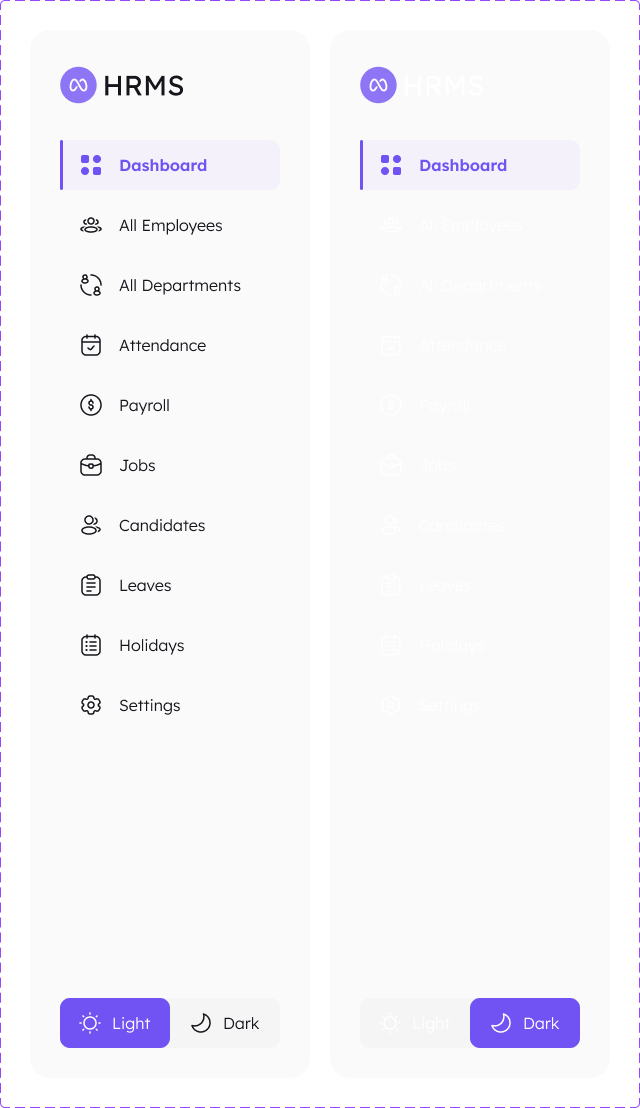 HRMS
Dashboard
All Employees
All Departments
Attendance
Payroll
Jobs
Candidates
Leaves
Holidays
Settings
Light
Dark
HRMS
Dashboard
All Employees
All Departments
Attendance
Payroll
Jobs
Candidates
Leaves
Holidays
Settings
Light
Dark